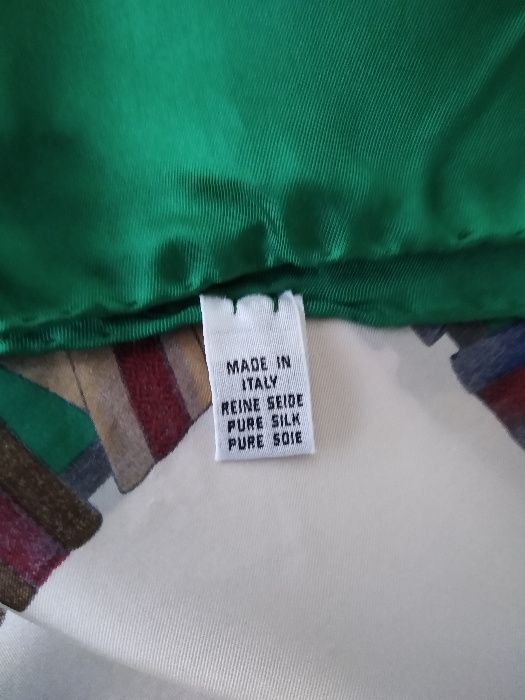 MADE IN
ITALY
REINE SEIDE
PURE SILK
PURE SOIE